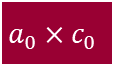 a₀ × c₀